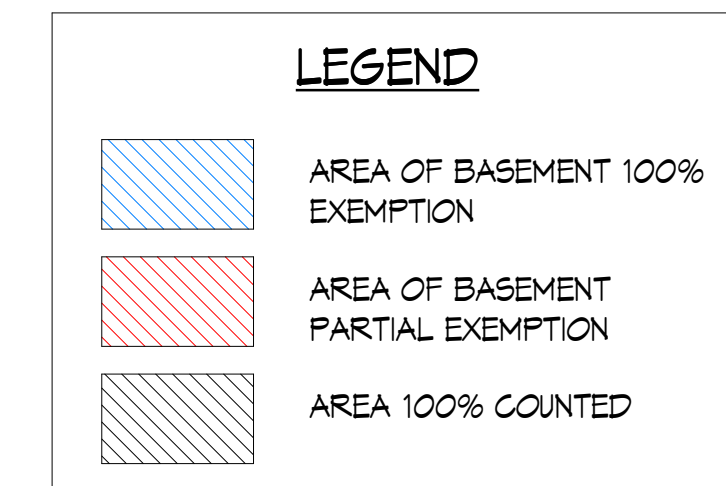 LEGEND
AREA OF BASEMENT 100%
EXEMPTION
AREA OF BASEMENT
PARTIAL EXEMPTION
AREA 100% COUNTED